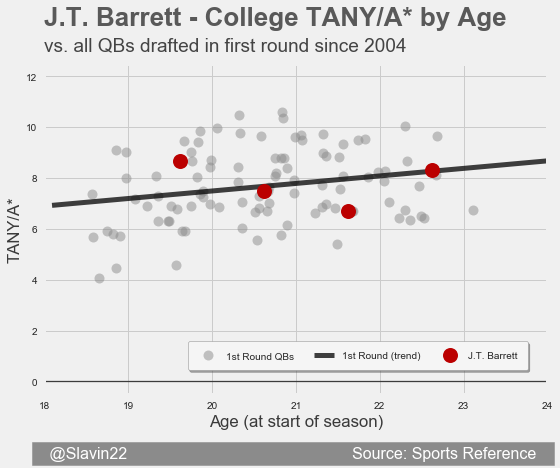 J.T. Barrett - College TANY/A* by Age
vs. all QBs drafted in first round since 2004
12
10
8
6
4
2
0
TANY/A*
1st Round QBs
1st Round (trend)
J.T. Barrett
18 19 20 21 22 23 24
Age (at start of season)
@Slavin22 Source: Sports Reference